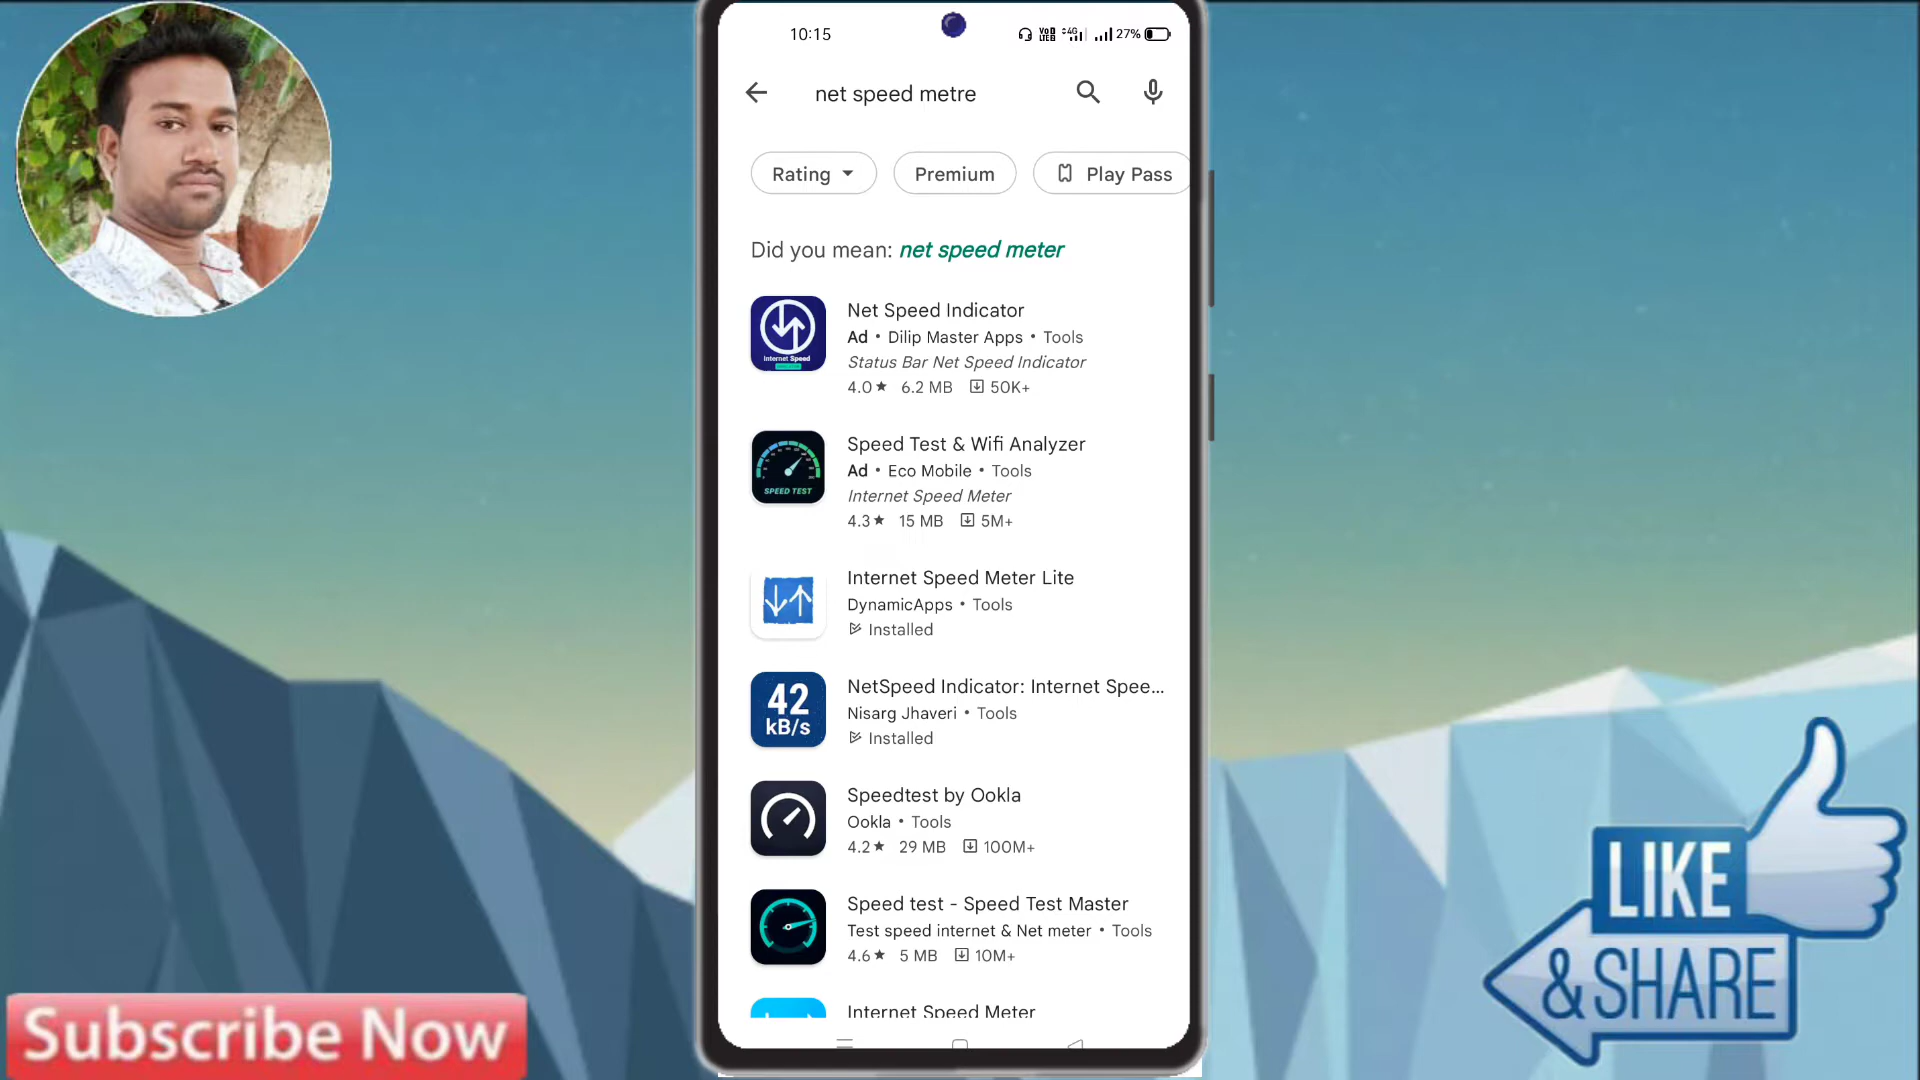 10:15
27%
net speed metre
Rating
Premium
Play Pass
Did you mean: net speed meter
Net Speed Indicator
Ad • Dilip Master Apps • Tools
Status Bar Net Speed Indicator
4.0★ 6.2 MB 50K+
Internet Speed
Speed Test & Wifi Analyzer
Ad • Eco Mobile • Tools
Internet Speed Meter
4.3★ 15 MB 5M+
SPEED TEST
Internet Speed Meter Lite
DynamicApps • Tools
Installed
42
kB/s
NetSpeed Indicator: Internet Spee...
Nisarg Jhaveri • Tools
Installed
Speedtest by Ookla
Ookla • Tools
4.2★ 29 MB 100M+
Speed test - Speed Test Master
Test speed internet & Net meter • Tools
4.6★ 5 MB 10M+
Internet Speed Meter
Subscribe Now
LIKE
& SHARE